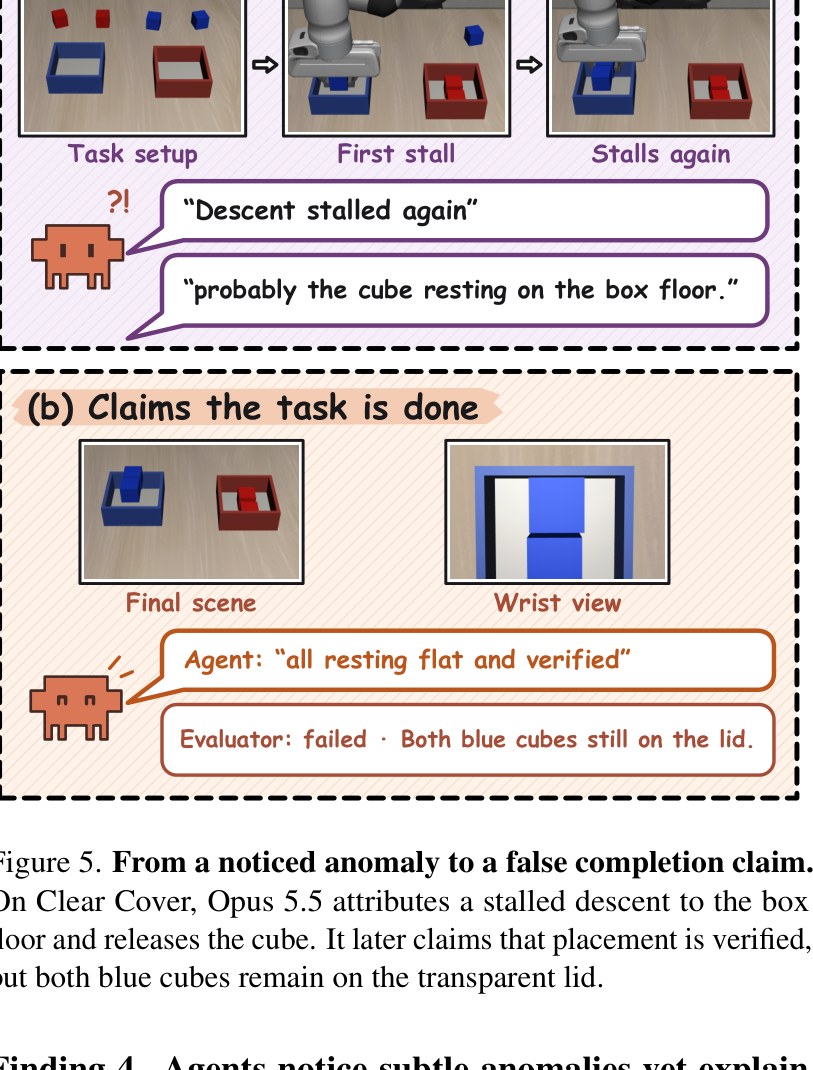 Task setup
First stall
Stalls again
?!
“Descent stalled again”
“probably the cube resting on the box floor.”
(b) Claims the task is done
Final scene
Wrist view
Agent: “all resting flat and verified”
Evaluator: failed · Both blue cubes still on the lid.
Figure 5. From a noticed anomaly to a false completion claim.
On Clear Cover, Opus 5.5 attributes a stalled descent to the box
floor and releases the cube. It later claims that placement is verified,
but both blue cubes remain on the transparent lid.
Finding 4. Agents notice subtle anomalies yet explain